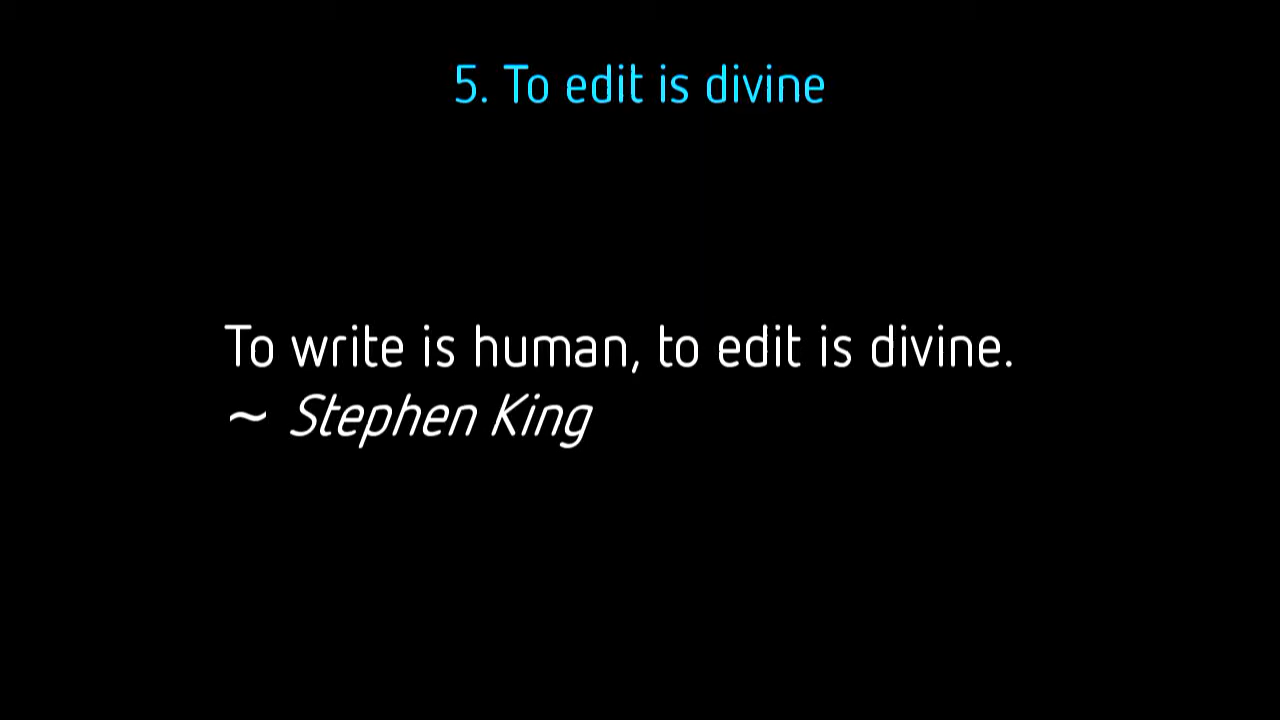 5. To edit is divine
To write is human, to edit is divine.
~ Stephen King